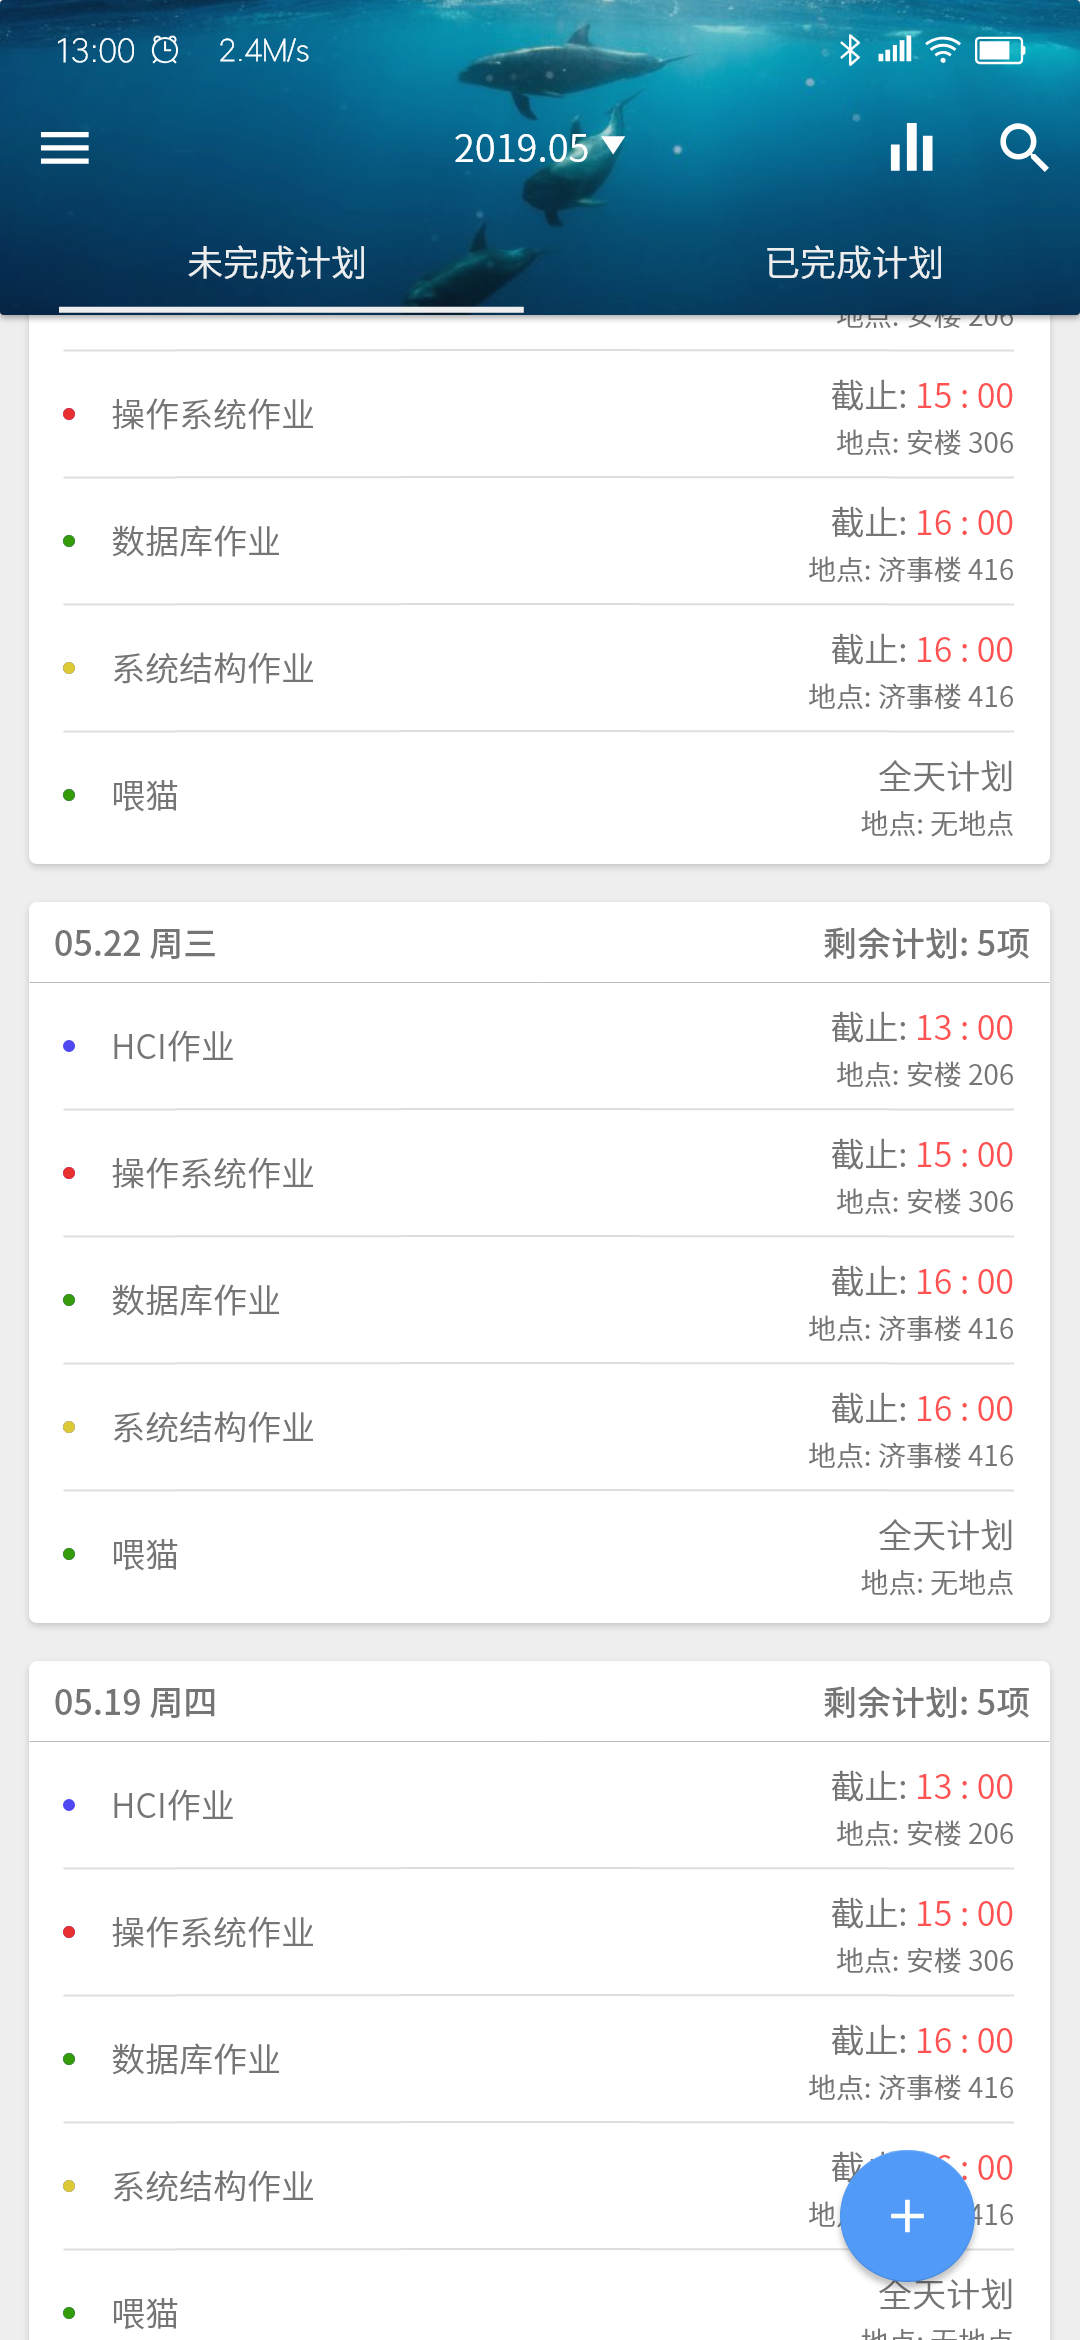 13:00 2.4M/s
2019.05
未完成计划 已完成计划
地点: 安楼 206
操作系统作业 截止: 15 : 00
地点: 安楼 306
数据库作业 截止: 16 : 00
地点: 济事楼 416
系统结构作业 截止: 16 : 00
地点: 济事楼 416
喂猫 全天计划
地点: 无地点
05.22 周三 剩余计划: 5项
HCI作业 截止: 13 : 00
地点: 安楼 206
操作系统作业 截止: 15 : 00
地点: 安楼 306
数据库作业 截止: 16 : 00
地点: 济事楼 416
系统结构作业 截止: 16 : 00
地点: 济事楼 416
喂猫 全天计划
地点: 无地点
05.19 周四 剩余计划: 5项
HCI作业 截止: 13 : 00
地点: 安楼 206
操作系统作业 截止: 15 : 00
地点: 安楼 306
数据库作业 截止: 16 : 00
地点: 济事楼 416
系统结构作业 截 : 00
地 416
喂猫 全天计划
地点: 无地点